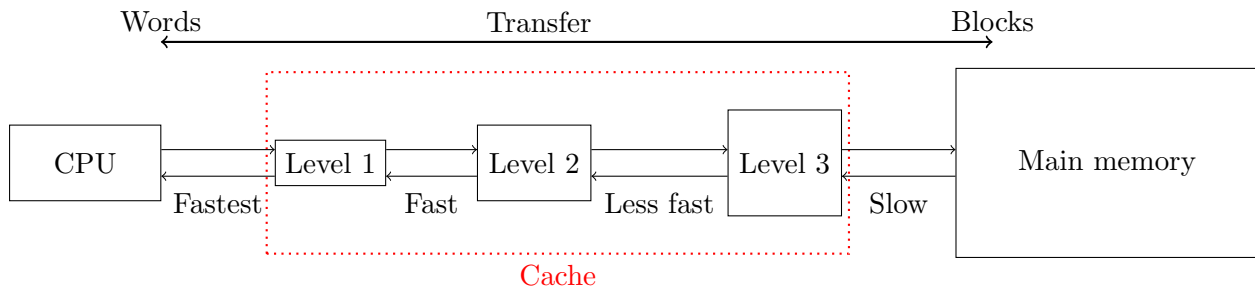 Words Transfer Blocks
CPU Level 1 Level 2 Level 3 Main memory
Fastest Fast Less fast Slow
Cache